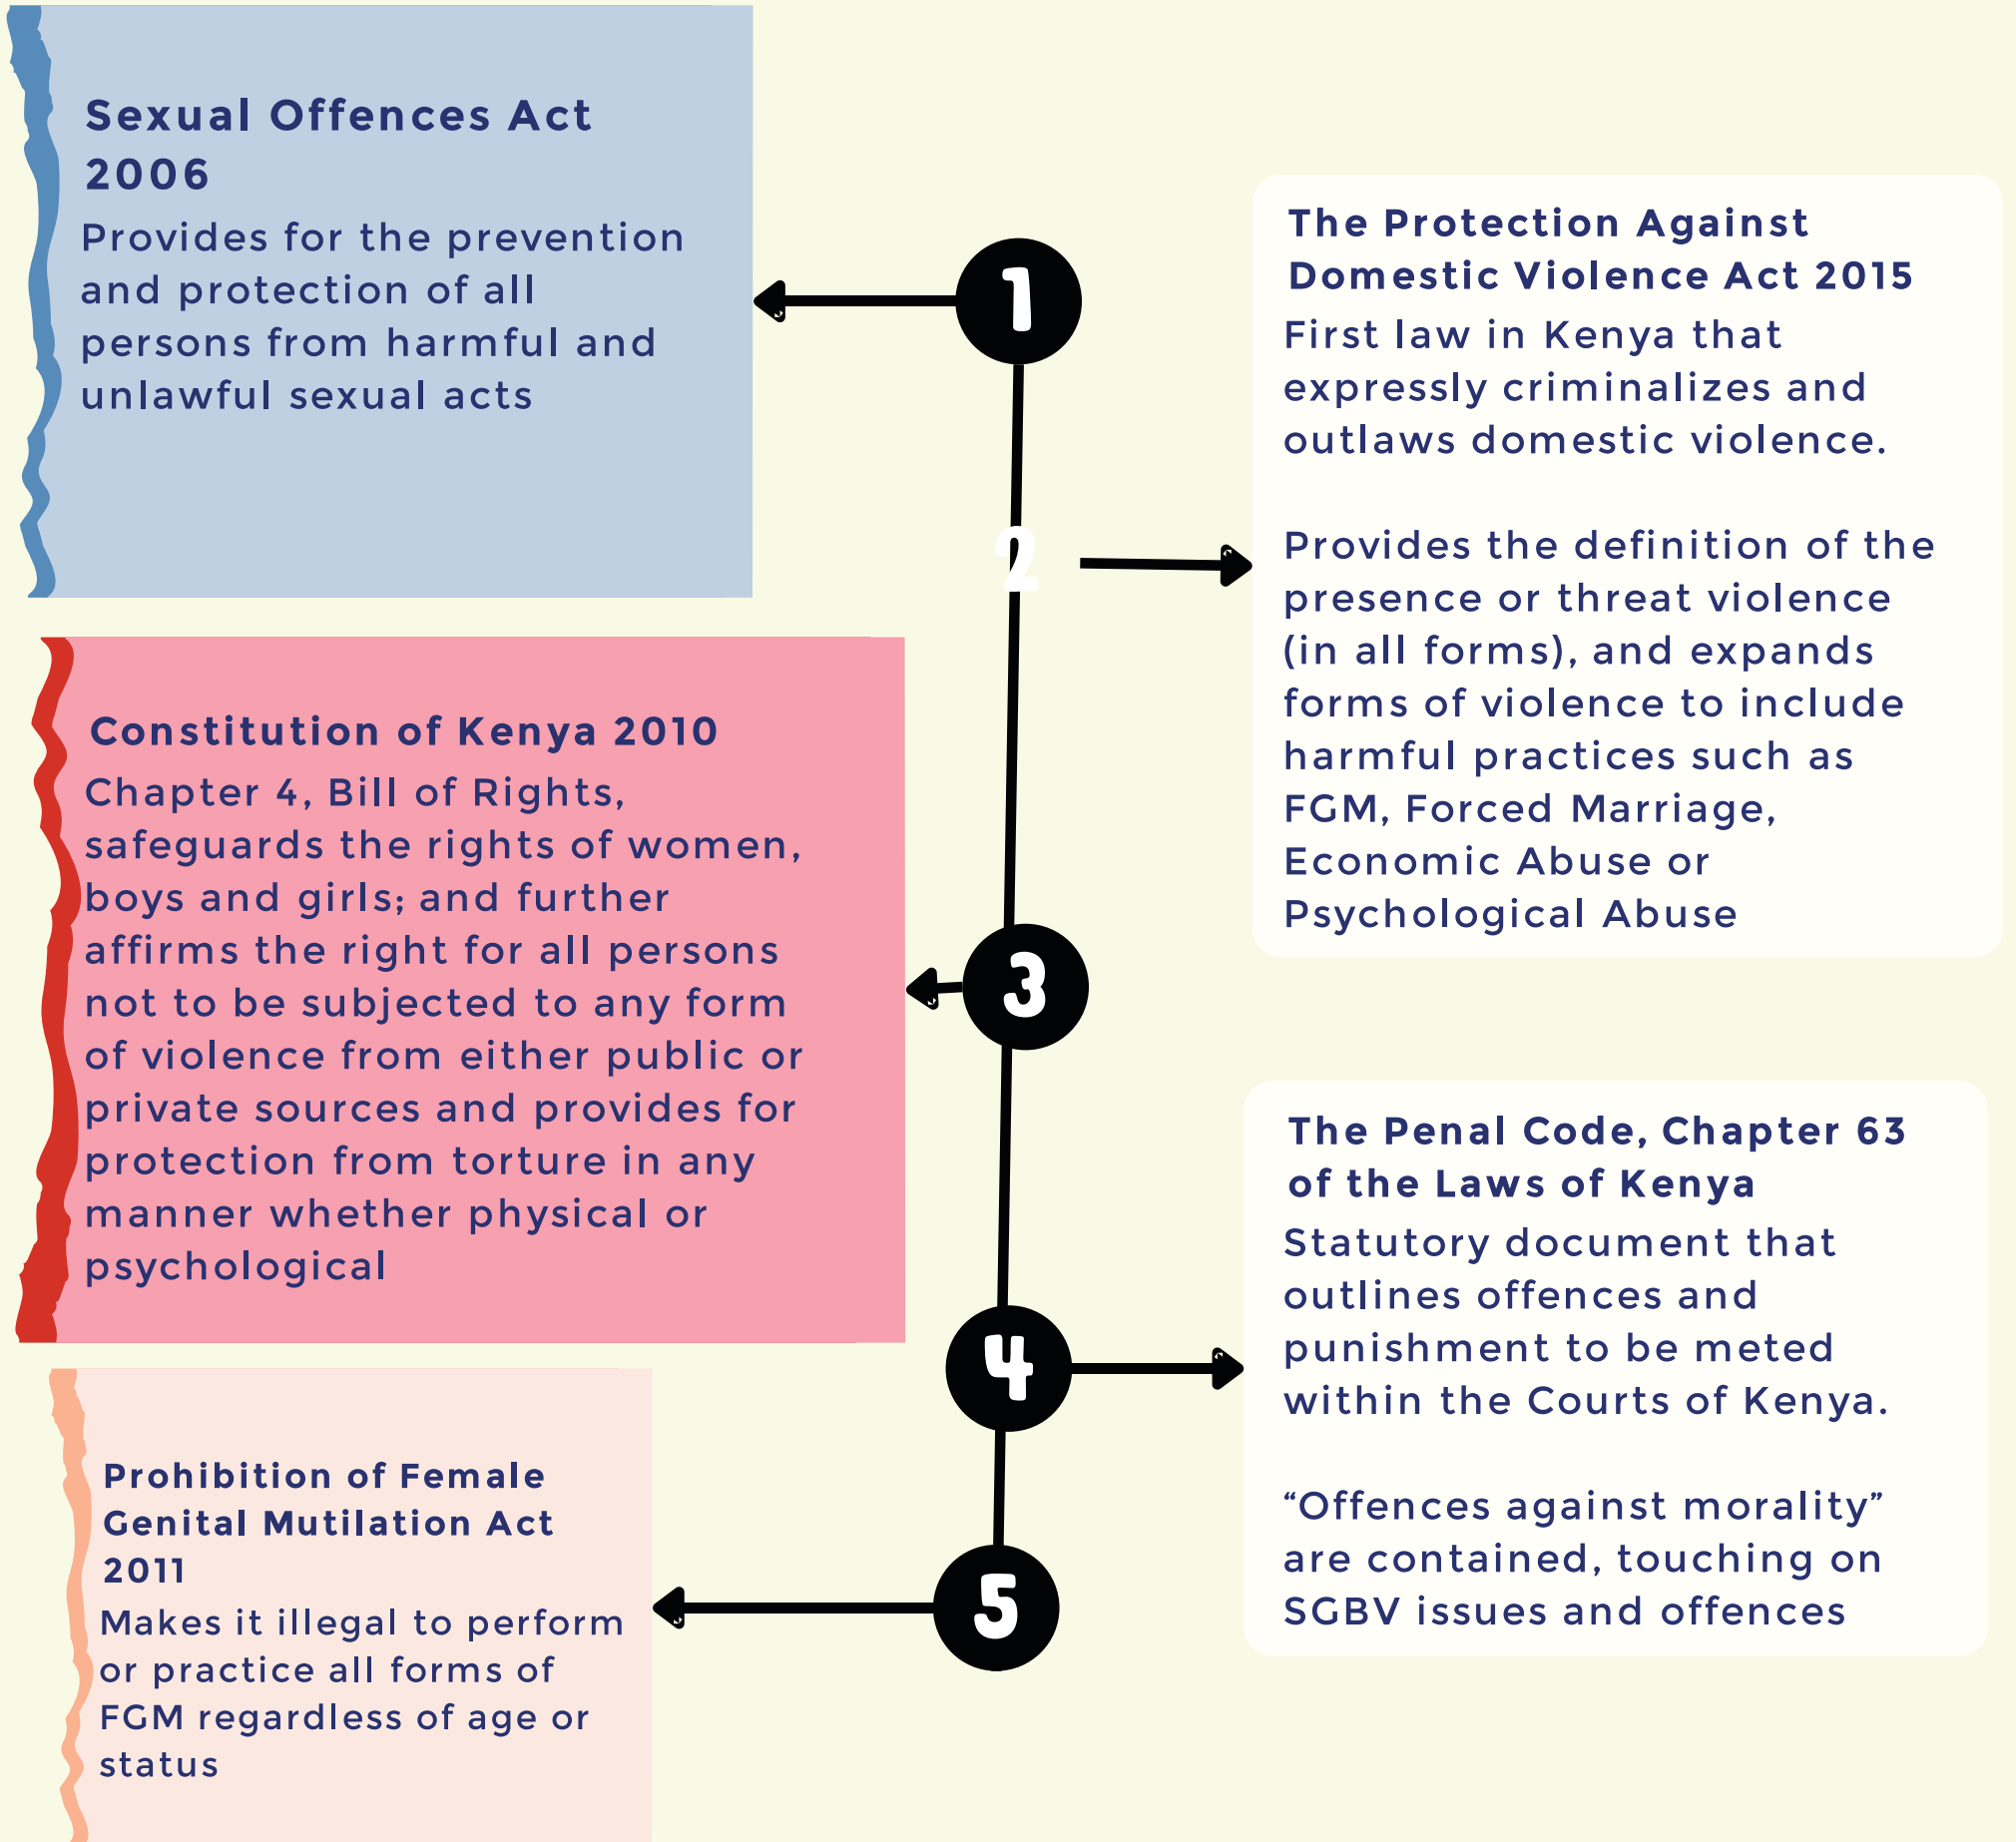 Sexual Offences Act
2006
Provides for the prevention
and protection of all
persons from harmful and
unlawful sexual acts
1
The Protection Against
Domestic Violence Act 2015
First law in Kenya that
expressly criminalizes and
outlaws domestic violence.
Provides the definition of the
presence or threat violence
(in all forms), and expands
forms of violence to include
harmful practices such as
FGM, Forced Marriage,
Economic Abuse or
Psychological Abuse
2
Constitution of Kenya 2010
Chapter 4, Bill of Rights,
safeguards the rights of women,
boys and girls; and further
affirms the right for all persons
not to be subjected to any form
of violence from either public or
private sources and provides for
protection from torture in any
manner whether physical or
psychological
3
The Penal Code, Chapter 63
of the Laws of Kenya
Statutory document that
outlines offences and
punishment to be meted
within the Courts of Kenya.
“Offences against morality”
are contained, touching on
SGBV issues and offences
4
Prohibition of Female
Genital Mutilation Act
2011
Makes it illegal to perform
or practice all forms of
FGM regardless of age or
status
5